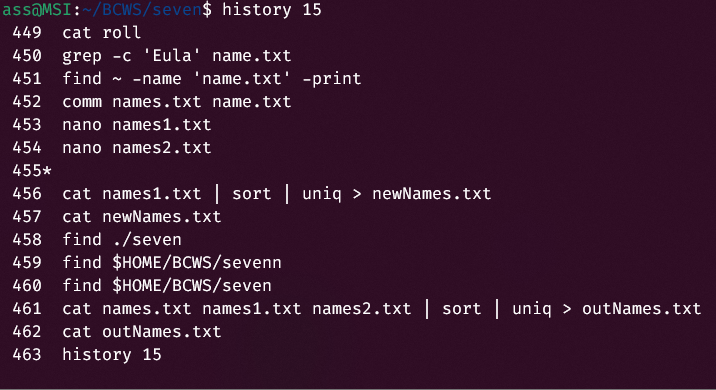 ass@MSI:~/BCWS/seven$ history 15
449 cat roll
450 grep -c 'Eula' name.txt
451 find ~ -name 'name.txt' -print
452 comm names.txt name.txt
453 nano names1.txt
454 nano names2.txt
455*
456 cat names1.txt | sort | uniq > newNames.txt
457 cat newNames.txt
458 find ./seven
459 find $HOME/BCWS/sevenn
460 find $HOME/BCWS/seven
461 cat names.txt names1.txt names2.txt | sort | uniq > outNames.txt
462 cat outNames.txt
463 history 15